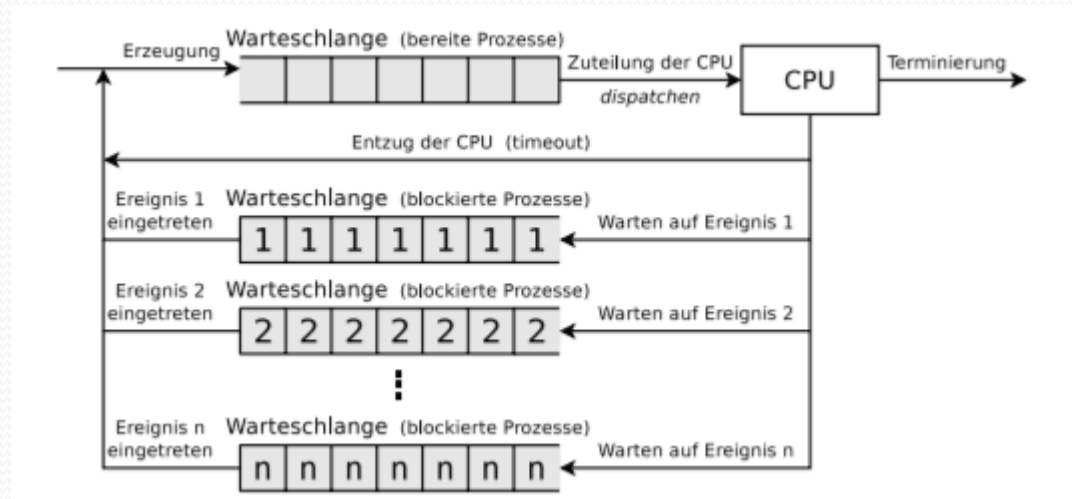 Erzeugung
Warteschlange (bereite Prozesse)
Zuteilung der CPU
dispatchen
CPU
Terminierung
Entzug der CPU (timeout)
Ereignis 1
eingetreten
Warteschlange (blockierte Prozesse)
1 1 1 1 1 1 1
Warten auf Ereignis 1
Ereignis 2
eingetreten
Warteschlange (blockierte Prozesse)
2 2 2 2 2 2 2
Warten auf Ereignis 2
Ereignis n
eingetreten
Warteschlange (blockierte Prozesse)
n n n n n n n
Warten auf Ereignis n